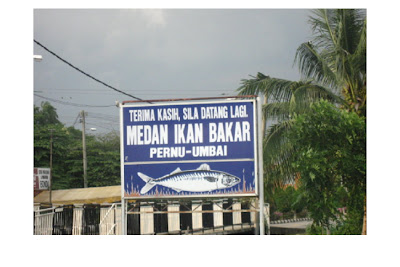 TERIMA KASIH, SILA DATANG LAGI.
MEDAN IKAN BAKAR
PERNU-UMBAI